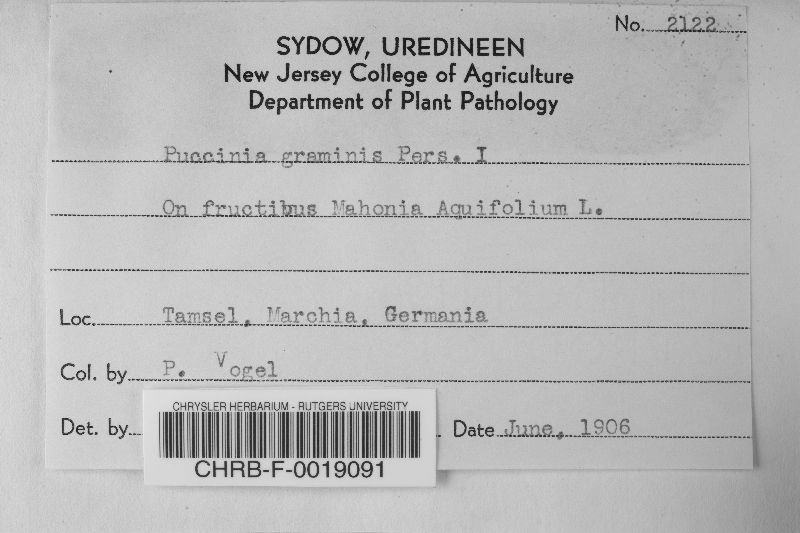 No. 2122
SYDOW, UREDINEEN
New Jersey College of Agriculture
Department of Plant Pathology
Puccinia graminis Pers. I
On fructibus Mahonia Aquifolium L.
Loc. Tamsel, Marchia, Germania
Col. by P. Vogel
Det. by Date June, 1906
CHRYSLER HERBARIUM - RUTGERS UNIVERSITY
CHRB-F-0019091